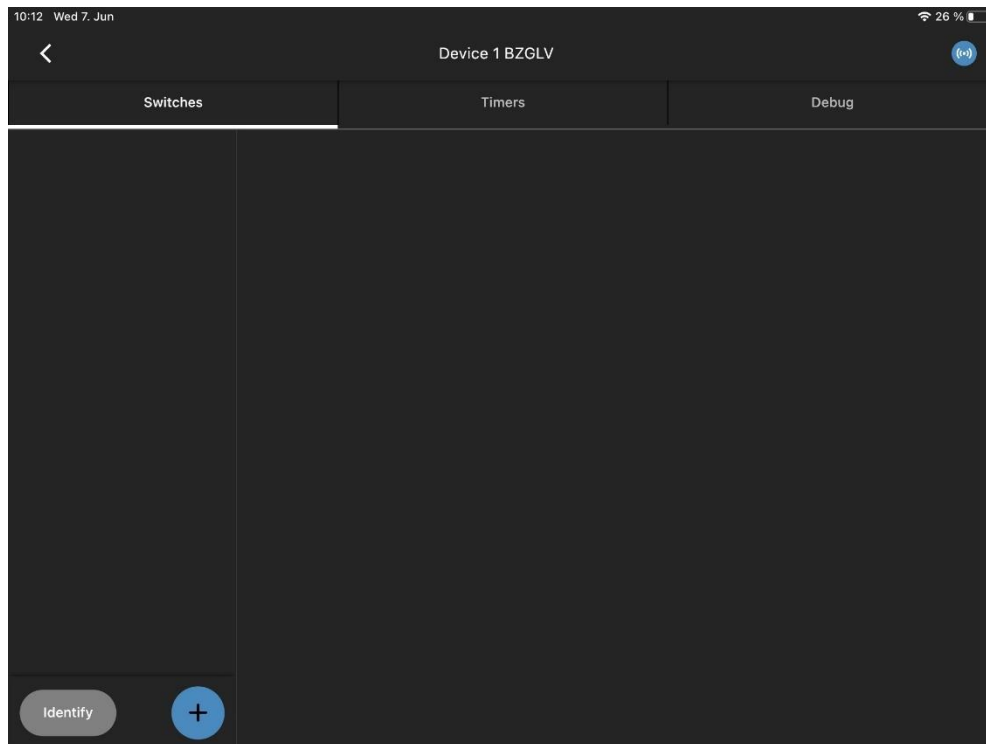 10:12 Wed 7. Jun 26 %
Device 1 BZGLV
Switches Timers Debug
Identify